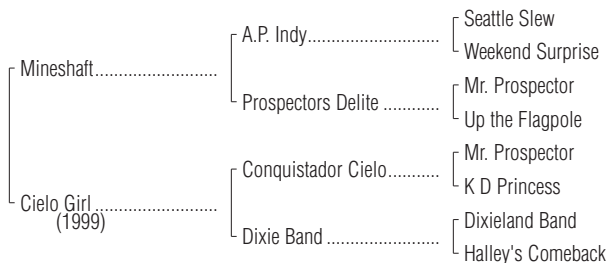 Seattle Slew
A.P. Indy
Weekend Surprise
Mineshaft
Mr. Prospector
Prospectors Delite
Up the Flagpole
Mr. Prospector
Conquistador Cielo
K D Princess
Cielo Girl
(1999)
Dixieland Band
Dixie Band
Halley's Comeback